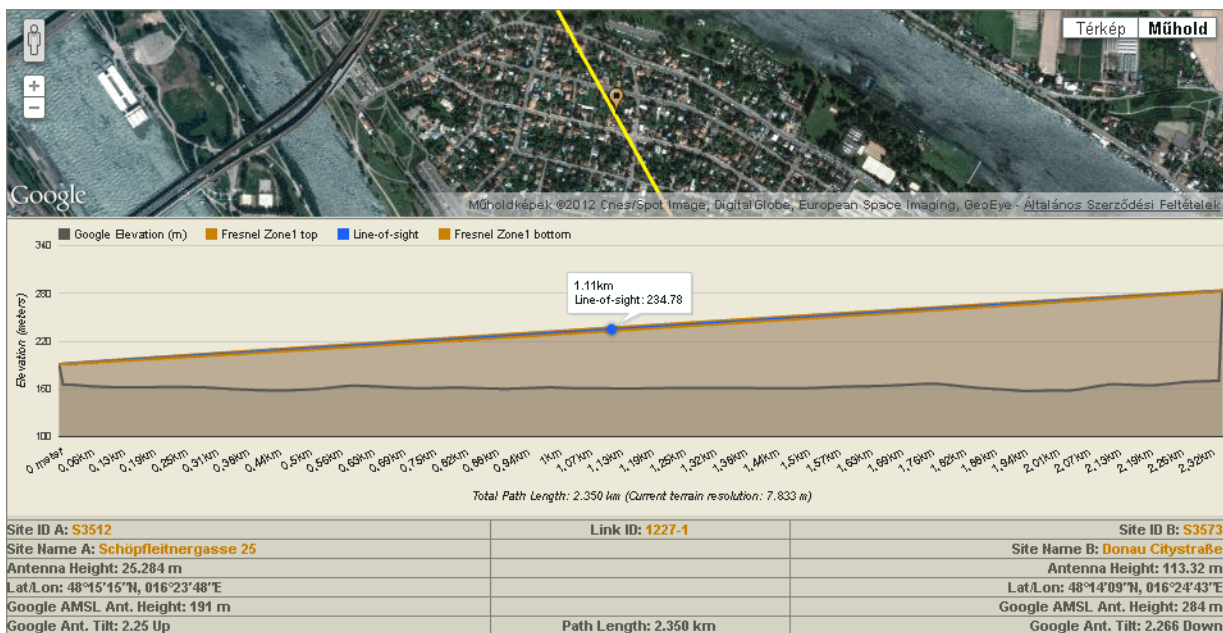 Térkép Műhold
Google
Műholdképek ©2012 Cnes/Spot Image, DigitalGlobe, European Space Imaging, GeoEye - Általános Szerződési Feltételek
Google Elevation (m) Fresnel Zone1 top Line-of-sight Fresnel Zone1 bottom
340
280
220
160
100
Elevation (meters)
1.11km
Line-of-sight: 234.78
0 meter 0,06km 0,13km 0,19km 0,25km 0,31km 0,38km 0,44km 0,5km 0,56km 0,63km 0,69km 0,75km 0,82km 0,88km 0,94km 1km 1,07km 1,13km 1,19km 1,25km 1,32km 1,38km 1,44km 1,5km 1,57km 1,63km 1,69km 1,76km 1,82km 1,88km 1,94km 2,01km 2,07km 2,13km 2,19km 2,26km 2,32km
Total Path Length: 2.350 km (Current terrain resolution: 7.833 m)
Site ID A: S3512 Link ID: 1227-1 Site ID B: S3573
Site Name A: Schöpfleitnergasse 25 Site Name B: Donau Citystraße
Antenna Height: 25.284 m Antenna Height: 113.32 m
Lat/Lon: 48°15'15"N, 016°23'48"E Lat/Lon: 48°14'09"N, 016°24'43"E
Google AMSL Ant. Height: 191 m Google AMSL Ant. Height: 284 m
Google Ant. Tilt: 2.25 Up Path Length: 2.350 km Google Ant. Tilt: 2.266 Down